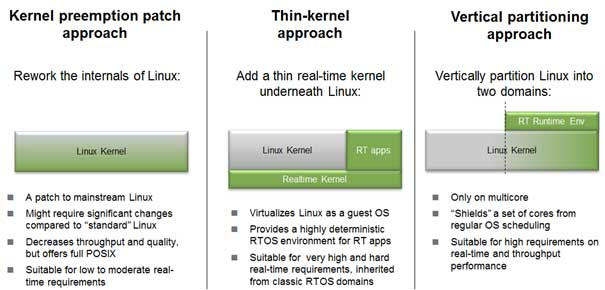 Kernel preemption patch
approach
Rework the internals of Linux:
Linux Kernel
A patch to mainstream Linux
Might require significant changes
compared to “standard” Linux
Decreases throughput and quality,
but offers full POSIX
Suitable for low to moderate real-
time requirements
Thin-kernel
approach
Add a thin real-time kernel
underneath Linux:
Linux Kernel
RT apps
Realtime Kernel
Virtualizes Linux as a guest OS
Provides a highly deterministic
RTOS environment for RT apps
Suitable for very high and hard
real-time requirements, inherited
from classic RTOS domains
Vertical partitioning
approach
Vertically partition Linux into
two domains:
RT Runtime Env
Linux Kernel
Only on multicore
“Shields” a set of cores from
regular OS scheduling
Suitable for high requirements on
real-time and throughput
performance